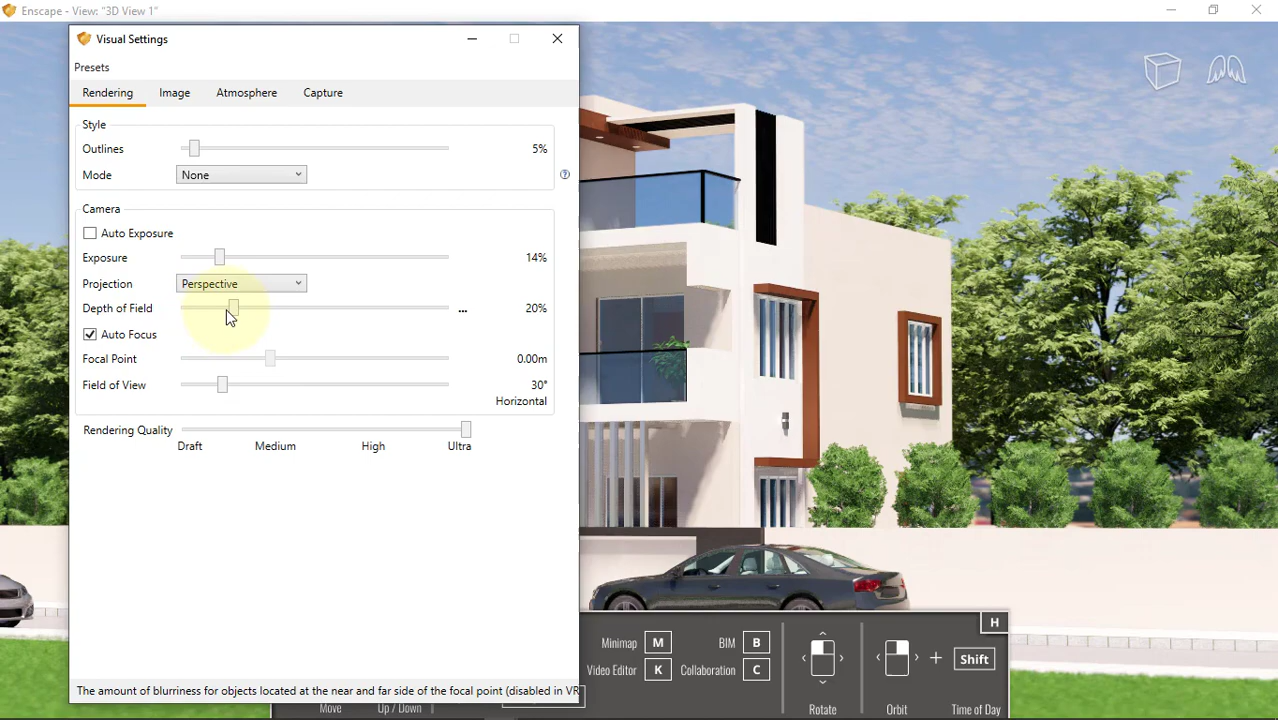 Enscape - View: "3D View 1"
Visual Settings
Presets
Rendering Image Atmosphere Capture
Style
Outlines 5%
Mode None
Camera
Auto Exposure
Exposure 14%
Projection Perspective
Depth of Field ... 20%
Auto Focus
Focal Point 0.00m
Field of View 30°
Horizontal
Rendering Quality
Draft Medium High Ultra
H
Minimap M BIM B
Video Editor K Collaboration C
+ Shift
The amount of blurriness for objects located at the near and far side of the focal point (disabled in VR
Move Up / Down Rotate Orbit Time of Day